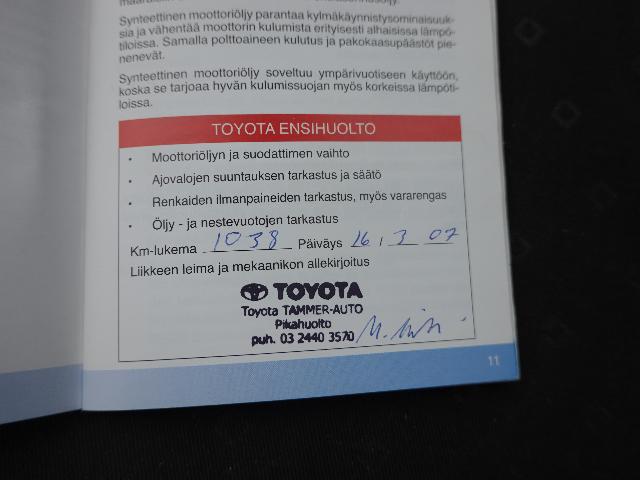 Synteettinen moottoriöljy parantaa kylmäkäynnistysominaisuuk-
sia ja vähentää moottorin kulumista erityisesti alhaisissa lämpö-
tiloissa. Samalla polttoaineen kulutus ja pakokaasupäästöt pie-
nenevät.
Synteettinen moottoriöljy soveltuu ympärivuotiseen käyttöön,
koska se tarjoaa hyvän kulumissuojan myös korkeissa lämpöti-
loissa.
TOYOTA ENSIHUOLTO
• Moottoriöljyn ja suodattimen vaihto
• Ajovalojen suuntauksen tarkastus ja säätö
• Renkaiden ilmanpaineiden tarkastus, myös vararengas
• Öljy - ja nestevuotojen tarkastus
Km-lukema 1038 Päiväys 16, 3 07
Liikkeen leima ja mekaanikon allekirjoitus
TOYOTA
Toyota TAMMER-AUTO
Pikahuolto
puh. 03 2440 3570
11